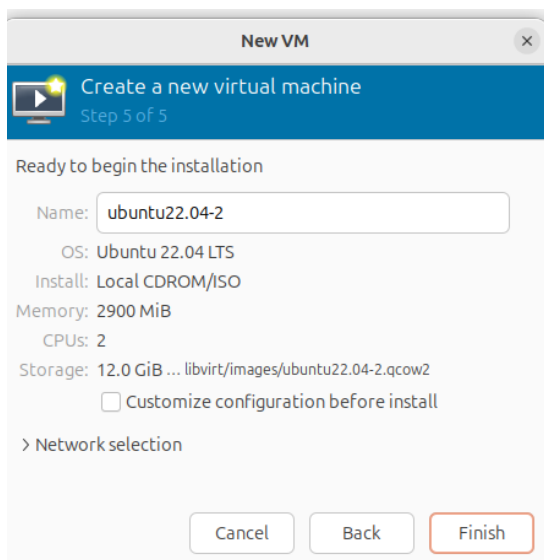 New VM
Create a new virtual machine
Step 5 of 5
Ready to begin the installation
Name: ubuntu22.04-2
OS: Ubuntu 22.04 LTS
Install: Local CDROM/ISO
Memory: 2900 MiB
CPUs: 2
Storage: 12.0 GiB ... libvirt/images/ubuntu22.04-2.qcow2
Customize configuration before install
Network selection
Cancel Back Finish